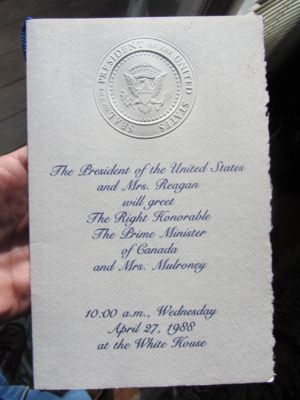 SEAL OF THE PRESIDENT OF THE UNITED STATES
The President of the United States
and Mrs. Reagan
will greet
The Right Honorable
The Prime Minister
of Canada
and Mrs. Mulroney
10:00 a.m., Wednesday
April 27, 1988
at the White House